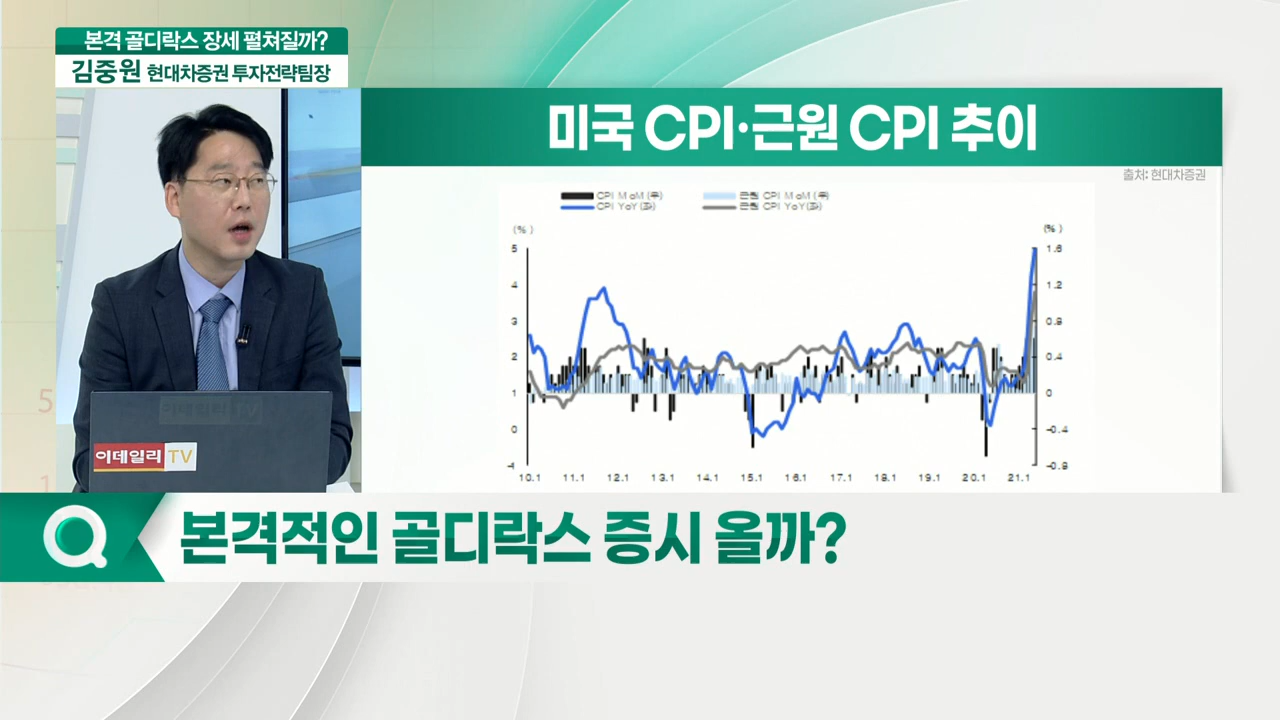 본격 골디락스 장세 펼쳐질까?
김중원 현대차증권 투자전략팀장
미국 CPI·근원 CPI 추이
출처: 현대차증권
CPI MoM (우) 근원 CPI MoM (우)
CPI YoY (좌) 근원 CPI YoY (좌)
(%) (%)
5 1.6
4 1.2
3 0.8
2 0.4
1 0
0 -0.4
-1 -0.8
10.1 11.1 12.1 13.1 14.1 15.1 16.1 17.1 18.1 19.1 20.1 21.1
이데일리 TV
이데일리 TV
본격적인 골디락스 증시 올까?